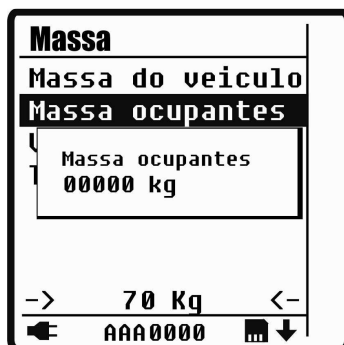 Massa
Massa do veiculo
Massa ocupantes
Massa ocupantes
00000 kg
-> 70 Kg <-
AAA0000